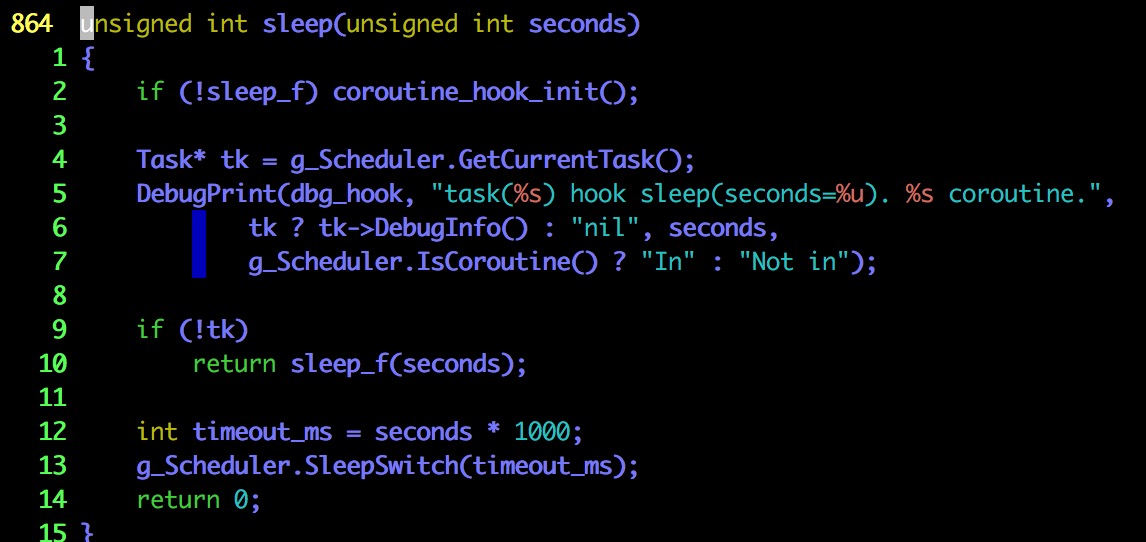 864 unsigned int sleep(unsigned int seconds)
1 {
2     if (!sleep_f) coroutine_hook_init();
3
4     Task* tk = g_Scheduler.GetCurrentTask();
5     DebugPrint(dbg_hook, "task(%s) hook sleep(seconds=%u). %s coroutine.",
6             tk ? tk->DebugInfo() : "nil", seconds,
7             g_Scheduler.IsCoroutine() ? "In" : "Not in");
8
9     if (!tk)
10         return sleep_f(seconds);
11
12     int timeout_ms = seconds * 1000;
13     g_Scheduler.SleepSwitch(timeout_ms);
14     return 0;
15 }